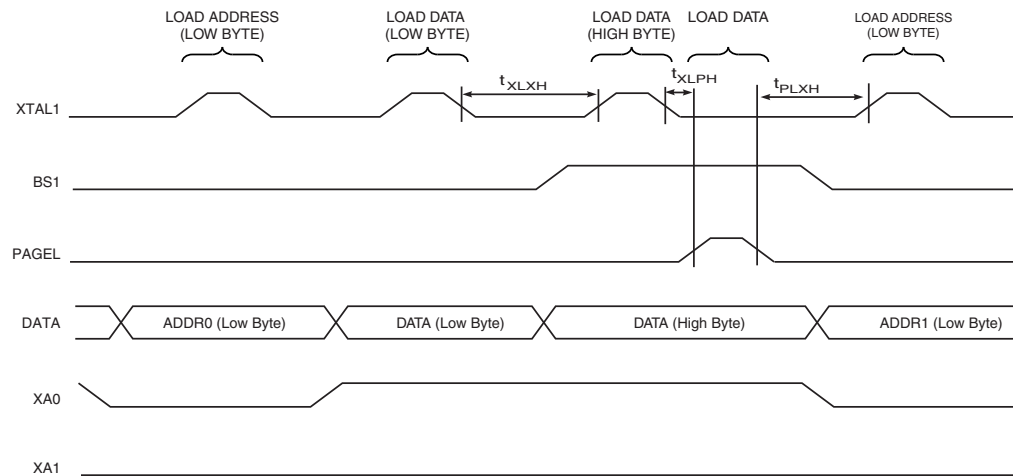 LOAD ADDRESS
(LOW BYTE)
LOAD DATA
(LOW BYTE)
LOAD DATA
(HIGH BYTE)
LOAD DATA
LOAD ADDRESS
(LOW BYTE)
tXLXH
tXLPH
tPLXH
XTAL1
BS1
PAGEL
DATA
ADDR0 (Low Byte)
DATA (Low Byte)
DATA (High Byte)
ADDR1 (Low Byte)
XA0
XA1